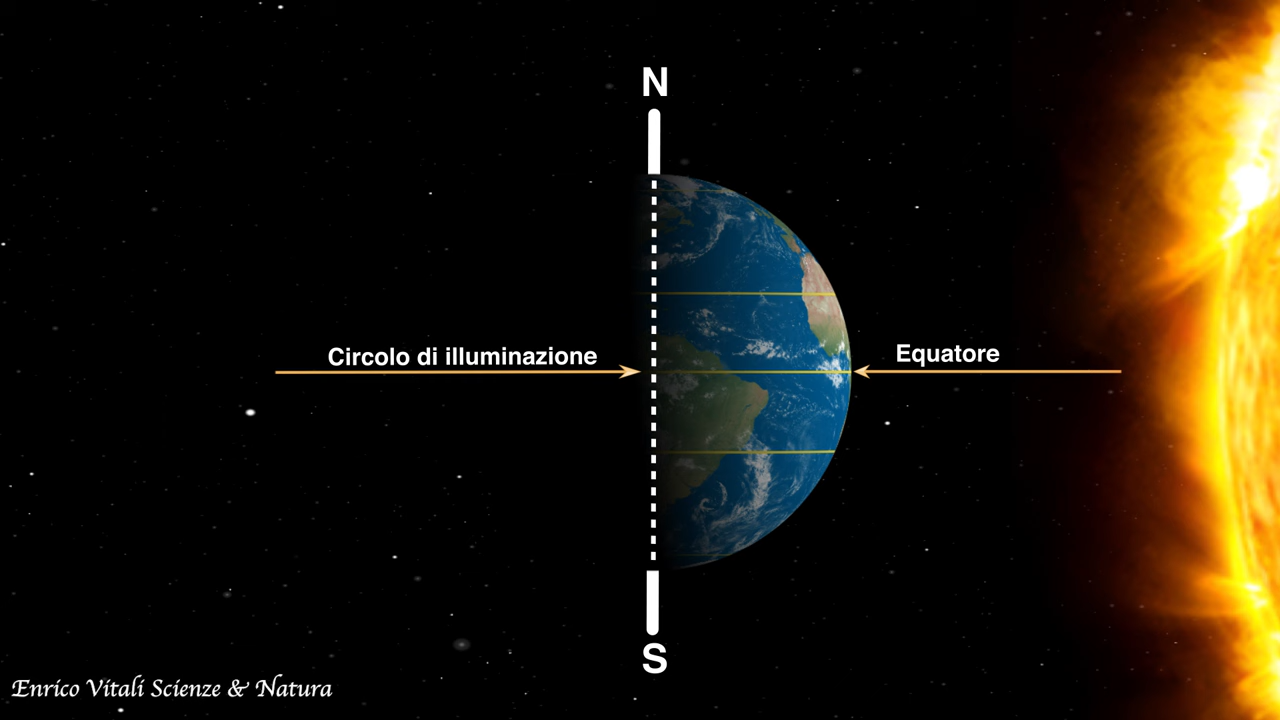 N
Circolo di illuminazione
Equatore
S
Enrico Vitali Scienze & Natura